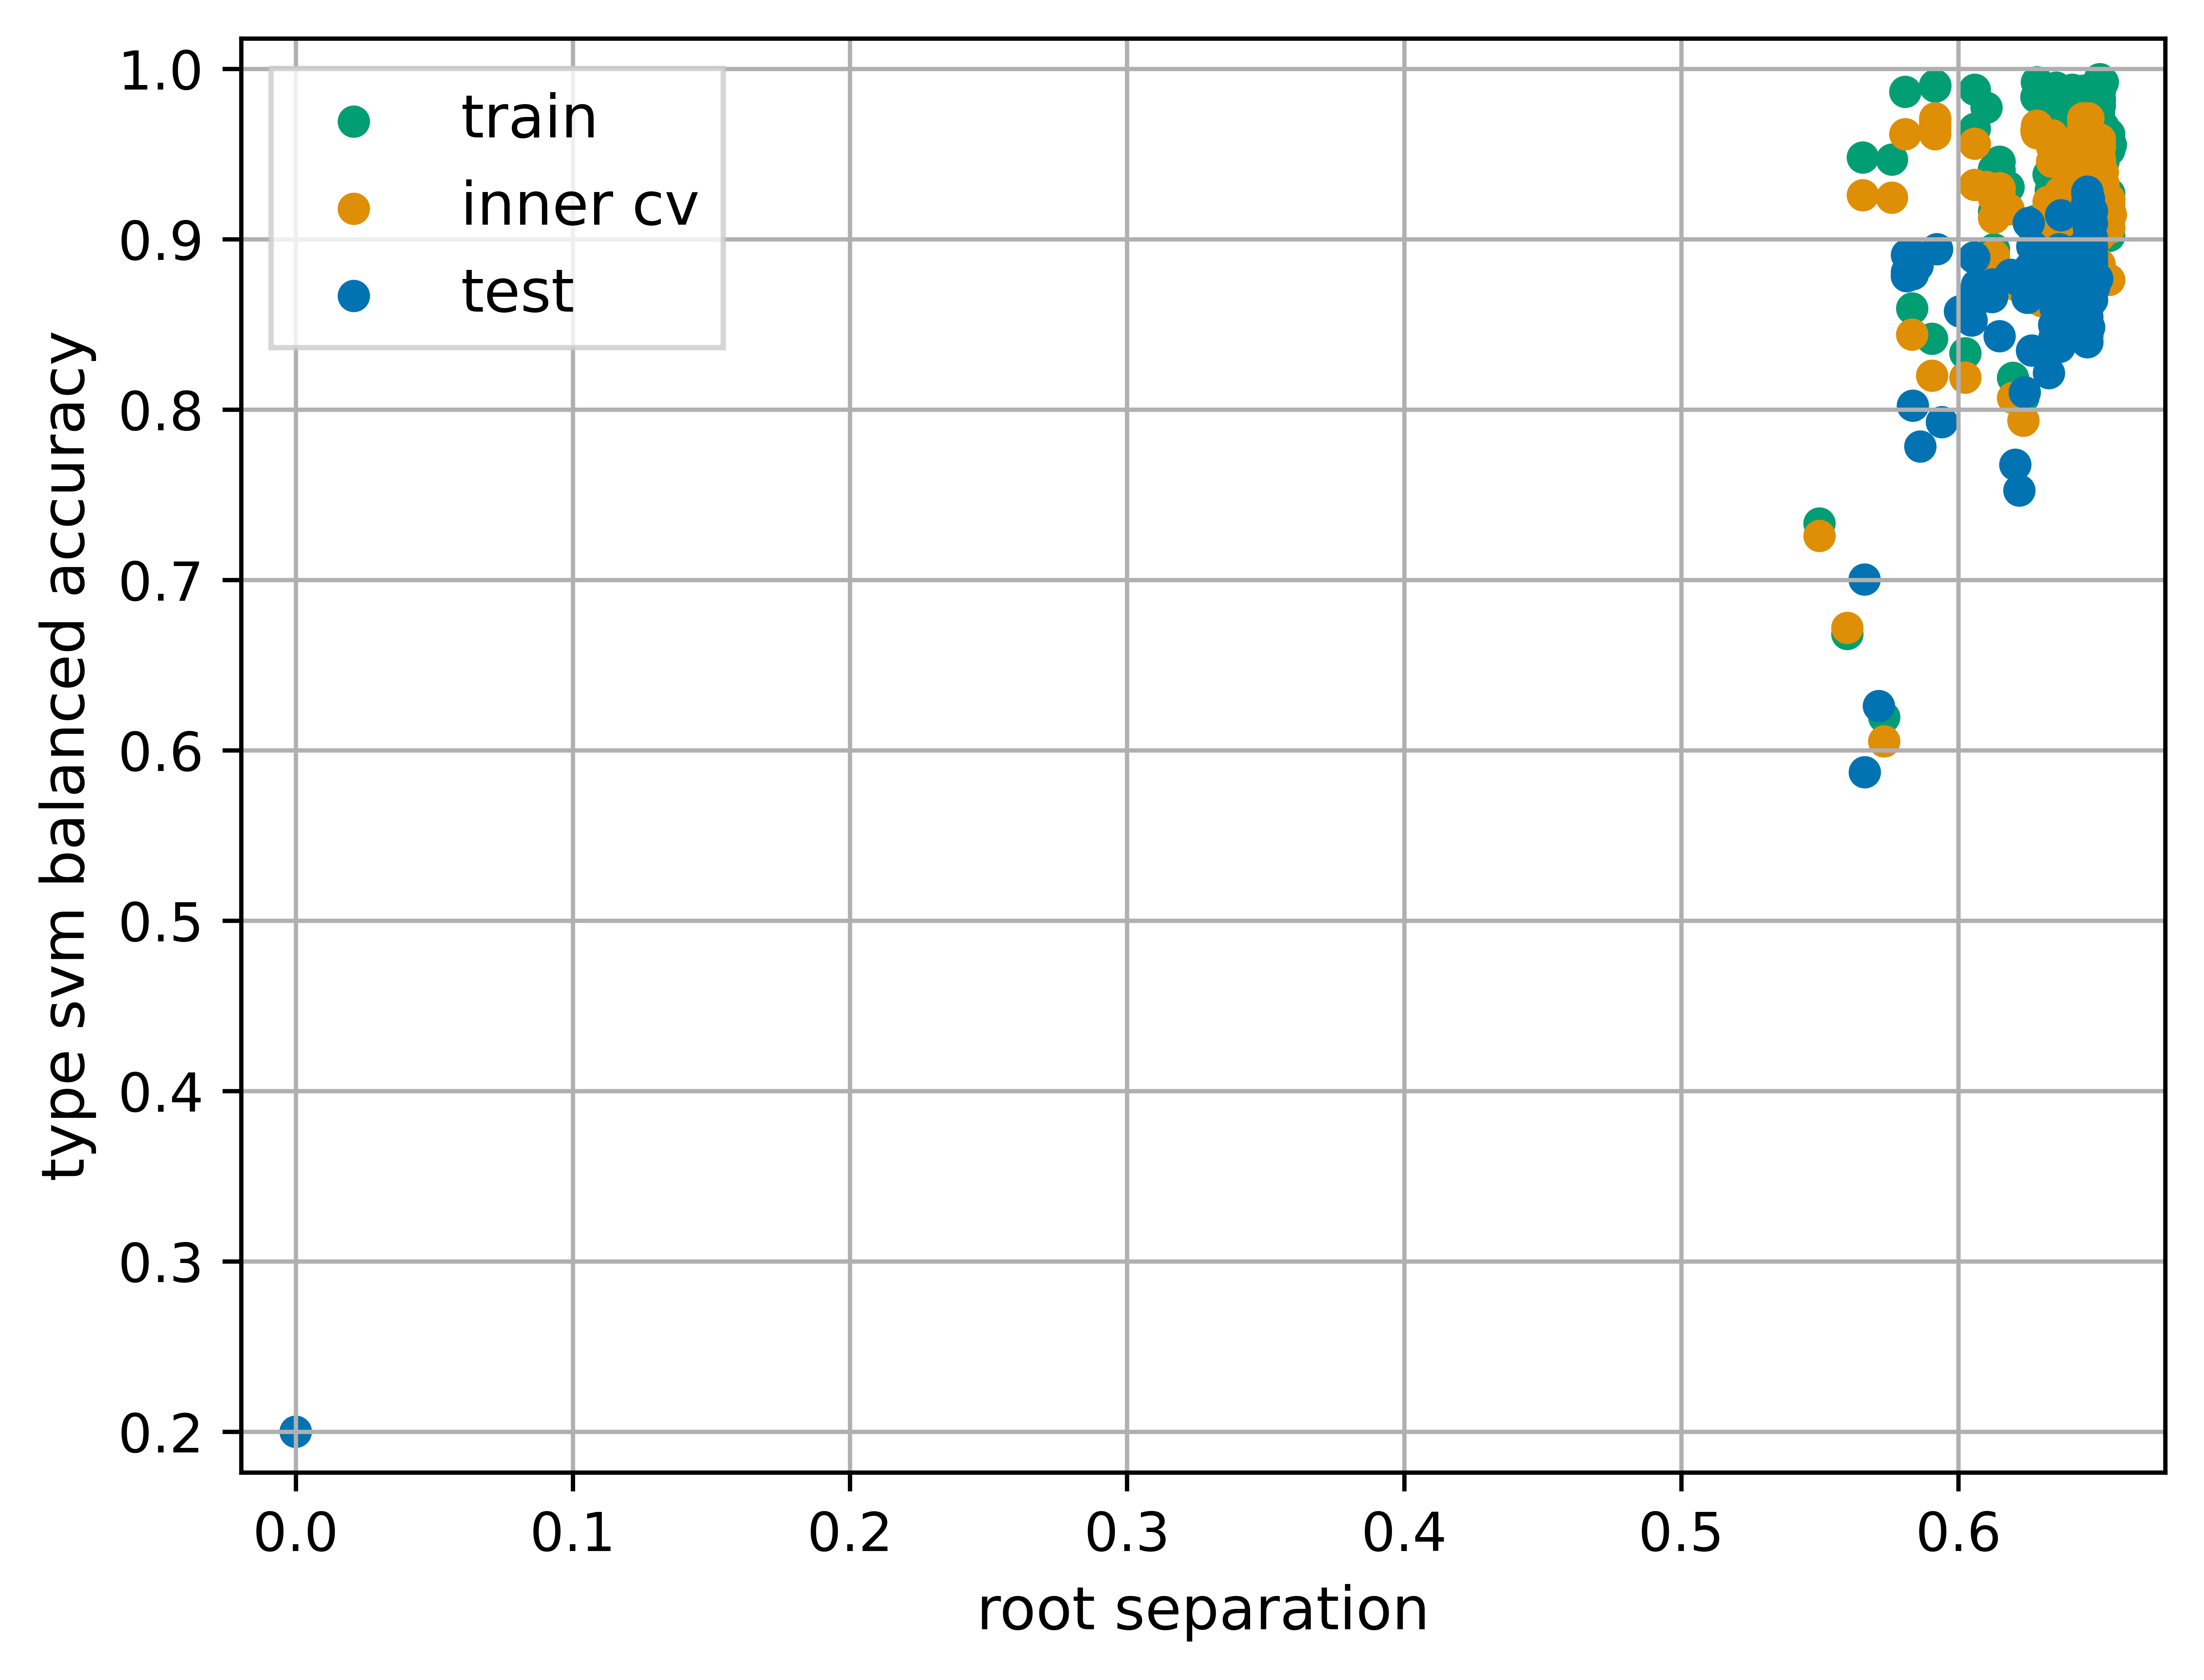 train
inner cv
test
1.0
0.9
0.8
0.7
0.6
0.5
0.4
0.3
0.2
type svm balanced accuracy
0.0 0.1 0.2 0.3 0.4 0.5 0.6
root separation